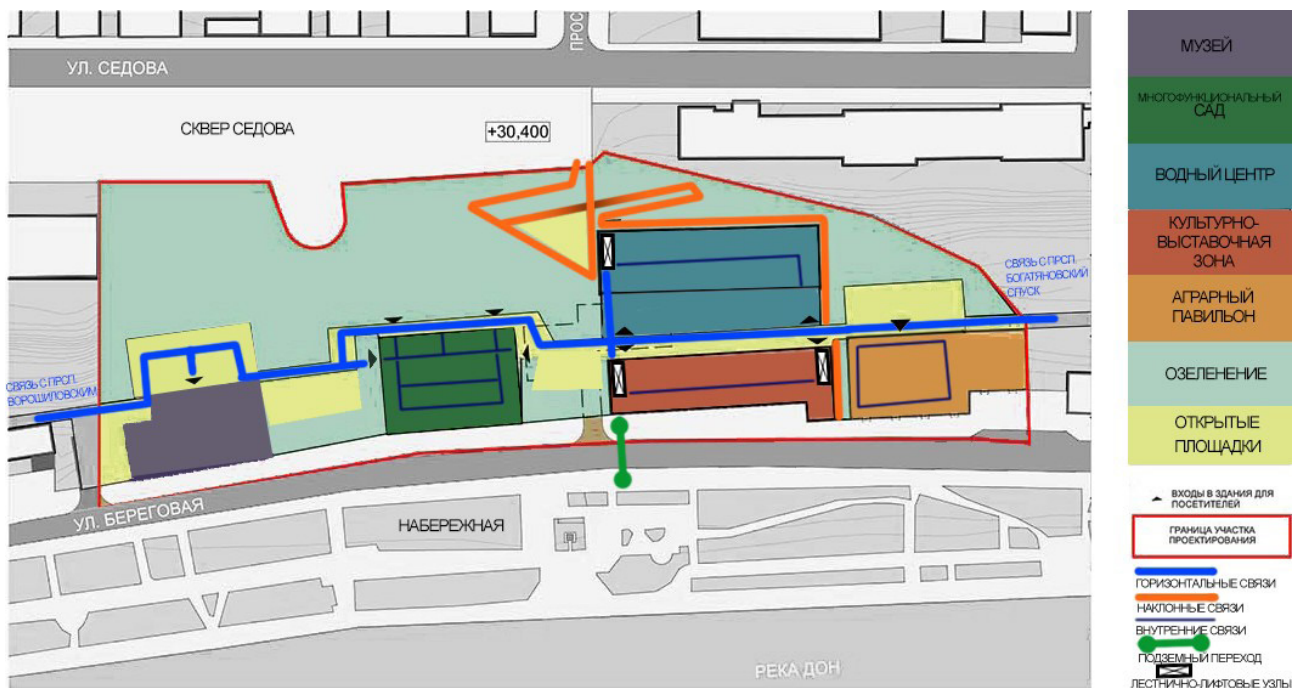 ПРОС
УЛ. СЕДОВА
СКВЕР СЕДОВА
+30,400
СВЯЗЬ С ПРСП.
БОГАТЯНОВСКИЙ
СПУСК
СВЯЗЬ С ПРСП.
ВОРОШИЛОВСКИМ
УЛ. БЕРЕГОВАЯ
НАБЕРЕЖНАЯ
РЕКА ДОН
МУЗЕЙ
МНОГОФУНКЦИОНАЛЬНЫЙ
САД
ВОДНЫЙ ЦЕНТР
КУЛЬТУРНО-
ВЫСТАВОЧНАЯ
ЗОНА
АГРАРНЫЙ
ПАВИЛЬОН
ОЗЕЛЕНЕНИЕ
ОТКРЫТЫЕ
ПЛОЩАДКИ
ВХОДЫ В ЗДАНИЯ ДЛЯ
ПОСЕТИТЕЛЕЙ
ГРАНИЦА УЧАСТКА
ПРОЕКТИРОВАНИЯ
ГОРИЗОНТАЛЬНЫЕ СВЯЗИ
НАКЛОННЫЕ СВЯЗИ
ВНУТРЕННИЕ СВЯЗИ
ПОДЗЕМНЫЙ ПЕРЕХОД
ЛЕСТНИЧНО-ЛИФТОВЫЕ УЗЛЫ